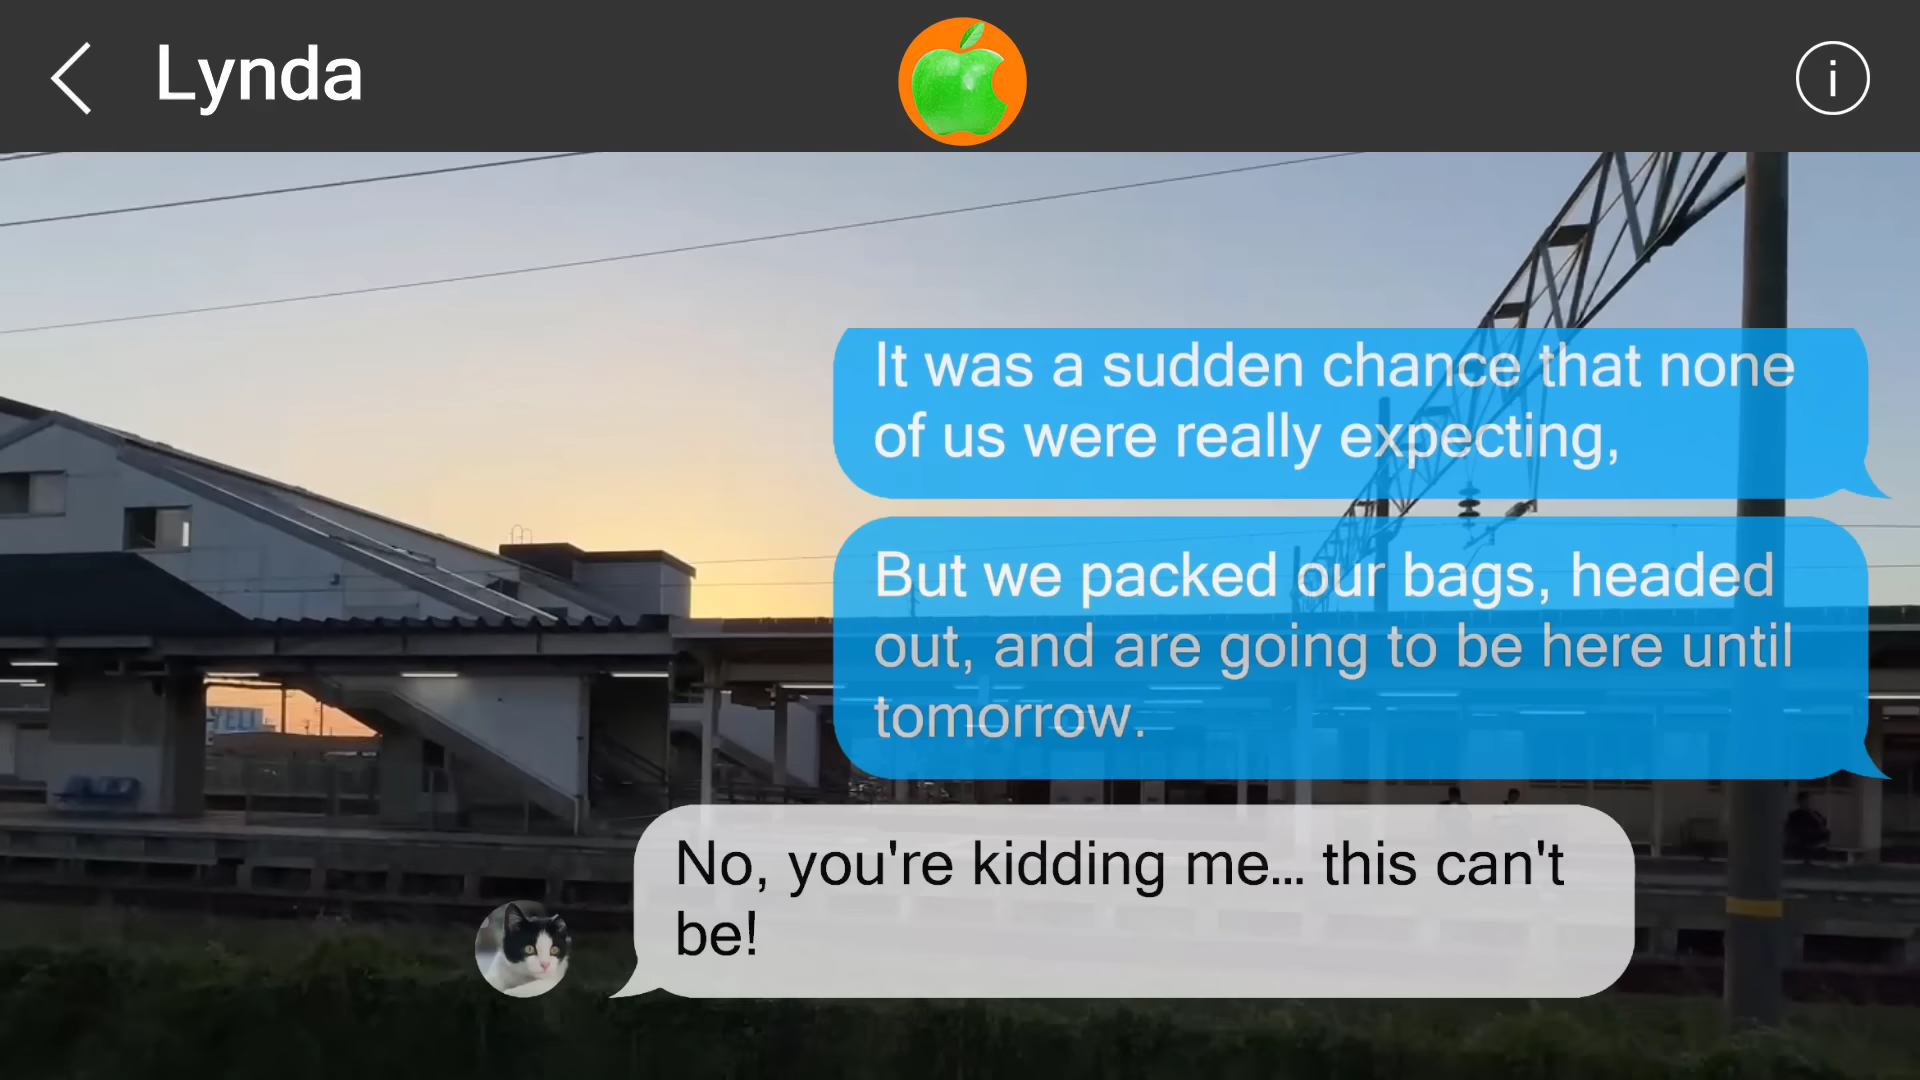 Lynda
i
It was a sudden chance that none
of us were really expecting,
But we packed our bags, headed
out, and are going to be here until
tomorrow.
No, you're kidding me... this can't
be!